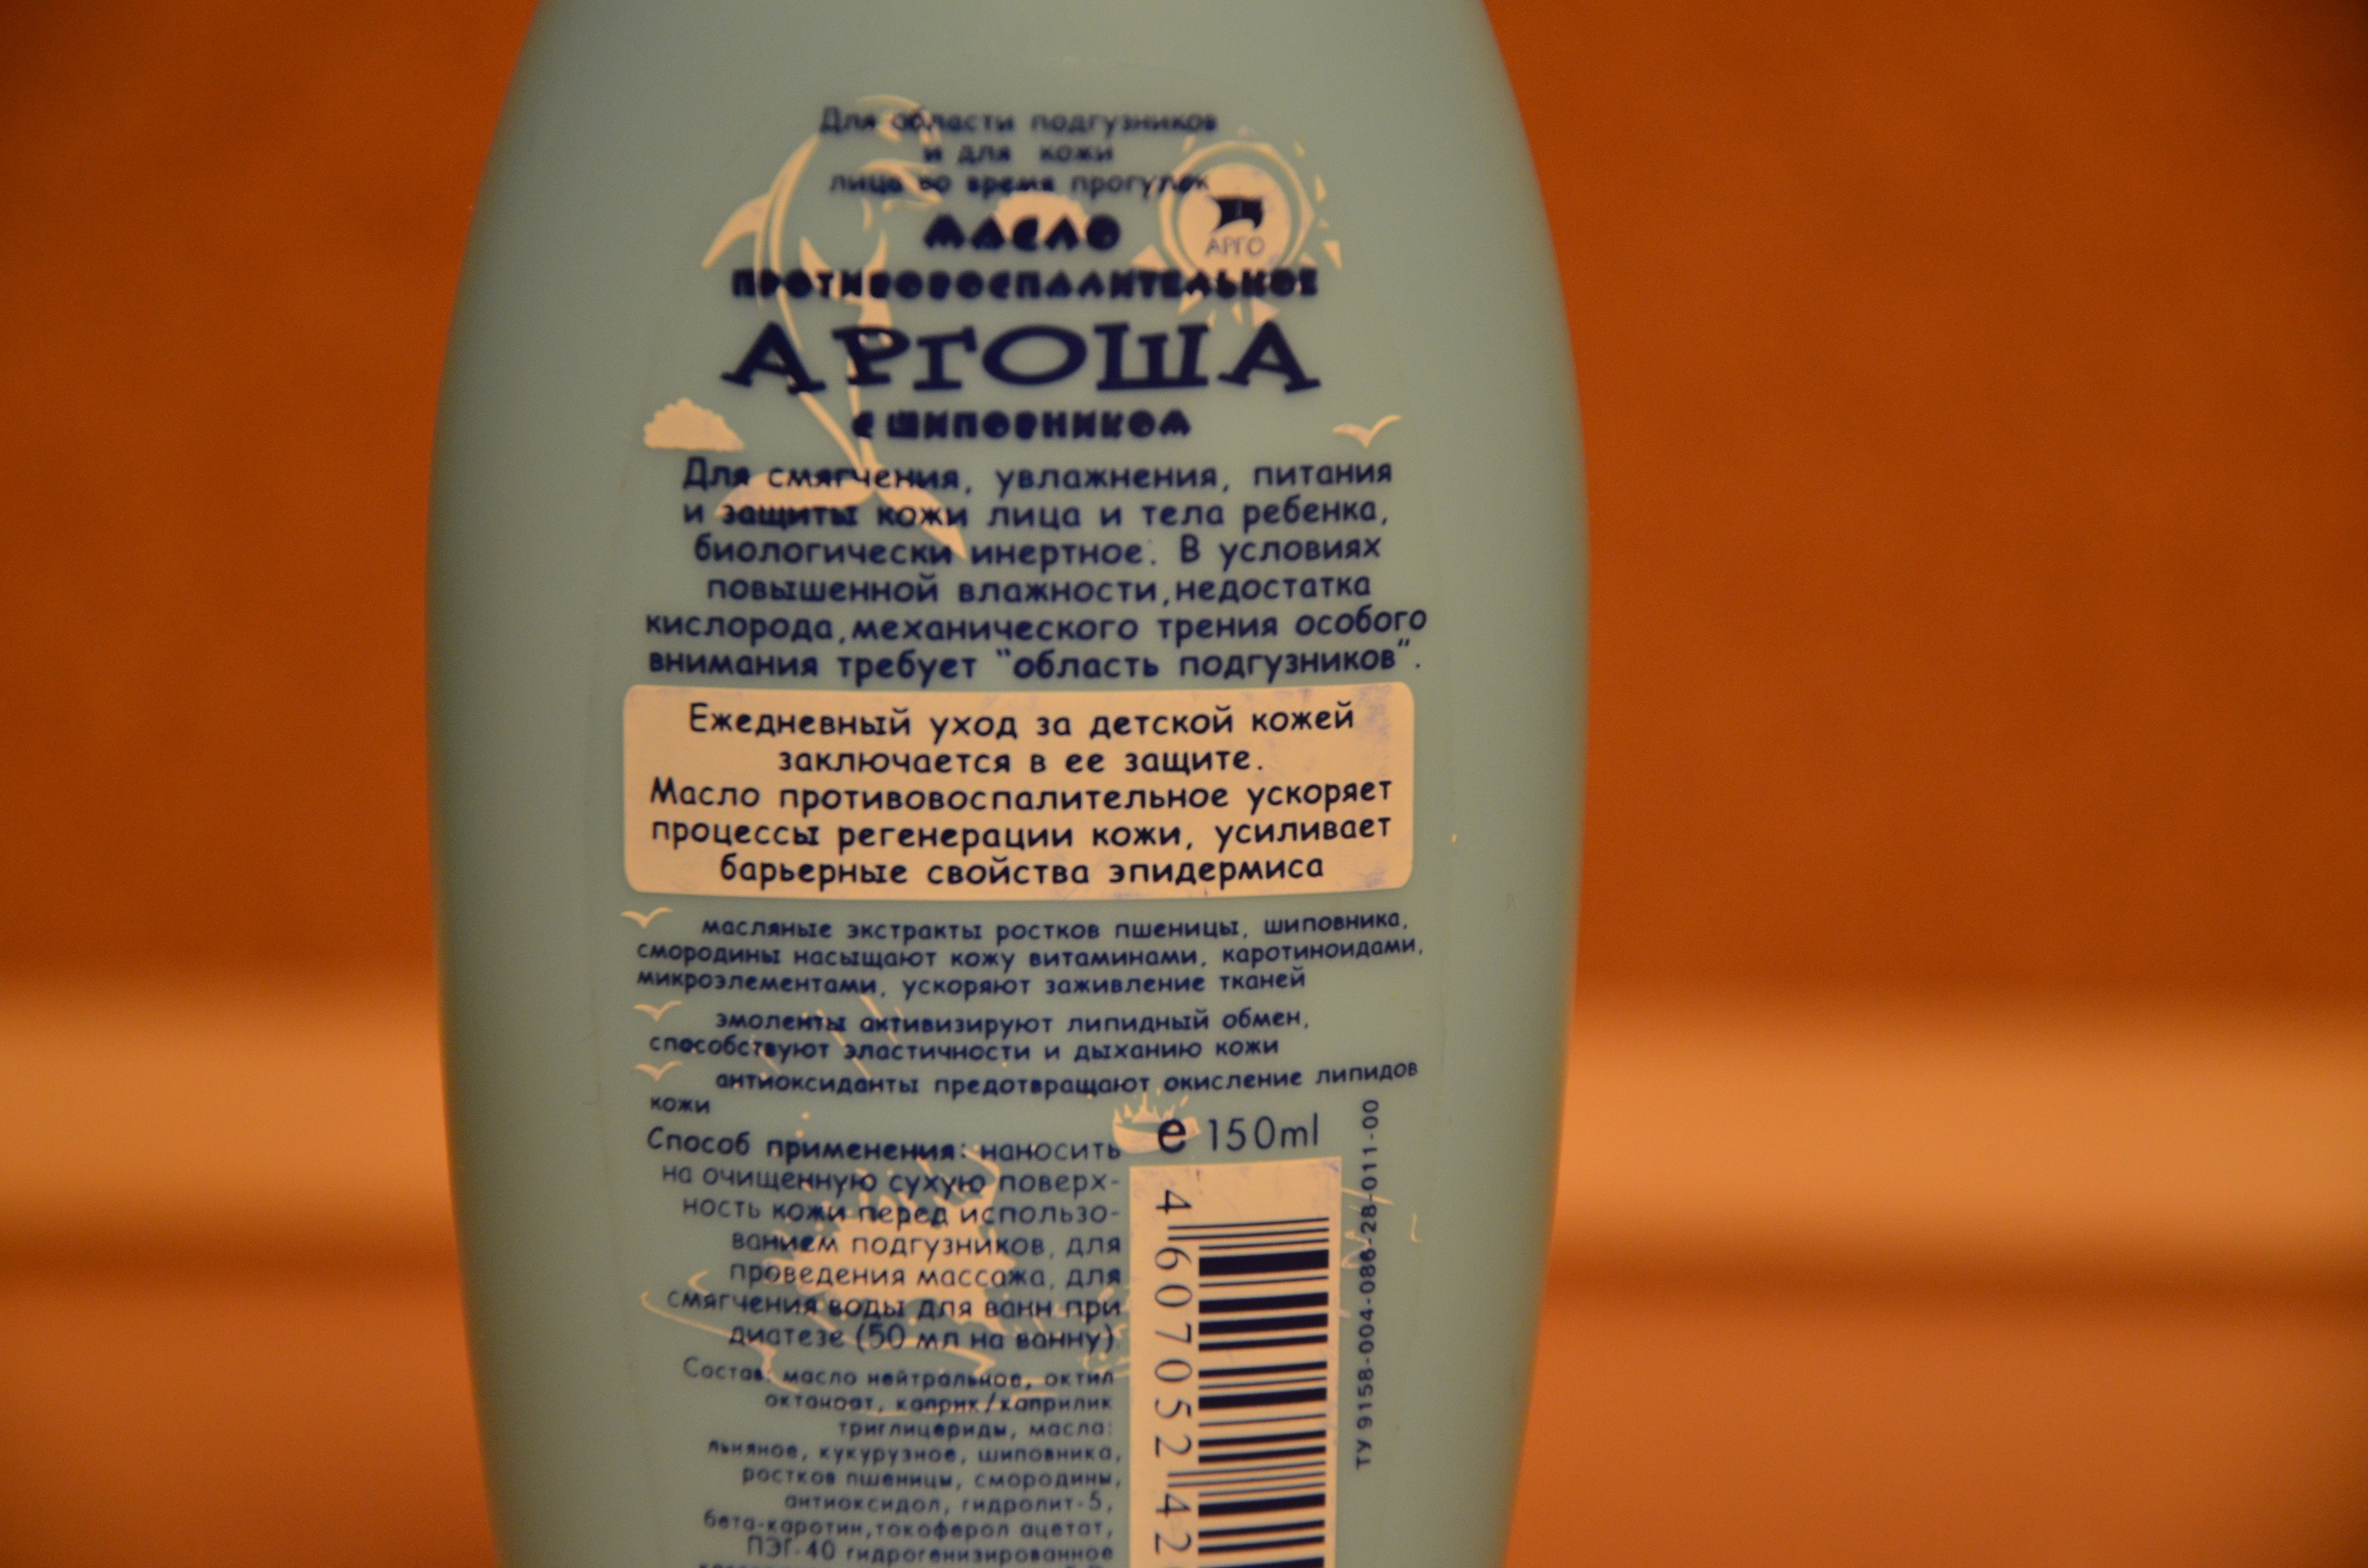 Для области подгузников
и для кожи
лица во время прогулок
АРГО
МАСЛО
ПРОТИВОВОСПАЛИТЕЛЬНОЕ
АРГОША
С ШИПОВНИКОМ
Для смягчения, увлажнения, питания
и защиты кожи лица и тела ребенка,
биологически инертное. В условиях
повышенной влажности,недостатка
кислорода,механического трения особого
внимания требует "область подгузников".
Ежедневный уход за детской кожей
заключается в ее защите.
Масло противовоспалительное ускоряет
процессы регенерации кожи, усиливает
барьерные свойства эпидермиса
масляные экстракты ростков пшеницы, шиповника,
смородины насыщают кожу витаминами, каротиноидами,
микроэлементами, ускоряют заживление тканей
эмоленты активизируют липидный обмен,
способствуют эластичности и дыханию кожи
антиоксиданты предотвращают окисление липидов
кожи
Способ применения: наносить
на очищенную сухую поверх-
ность кожи перед использо-
ванием подгузников, для
проведения массажа, для
смягчения воды для ванн при
диатезе (50 мл на ванну).
Состав: масло нейтральное, октил
октаноат, каприк/каприлик
триглицериды, масла:
льняное, кукурузное, шиповника,
ростков пшеницы, смородины,
антиоксидол, гидролит-5,
бета-каротин,токоферол ацетат,
ПЭГ-40 гидрогенизированное
e 150ml
4 607052 42
ТУ 9158-004-086-28-011-00